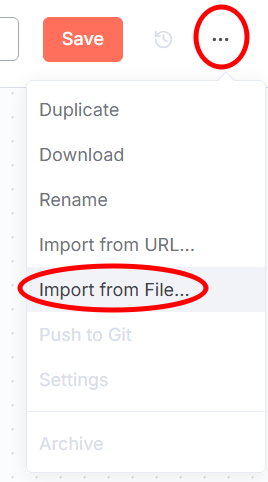 Save
...
Duplicate
Download
Rename
Import from URL...
Import from File...
Push to Git
Settings
Archive